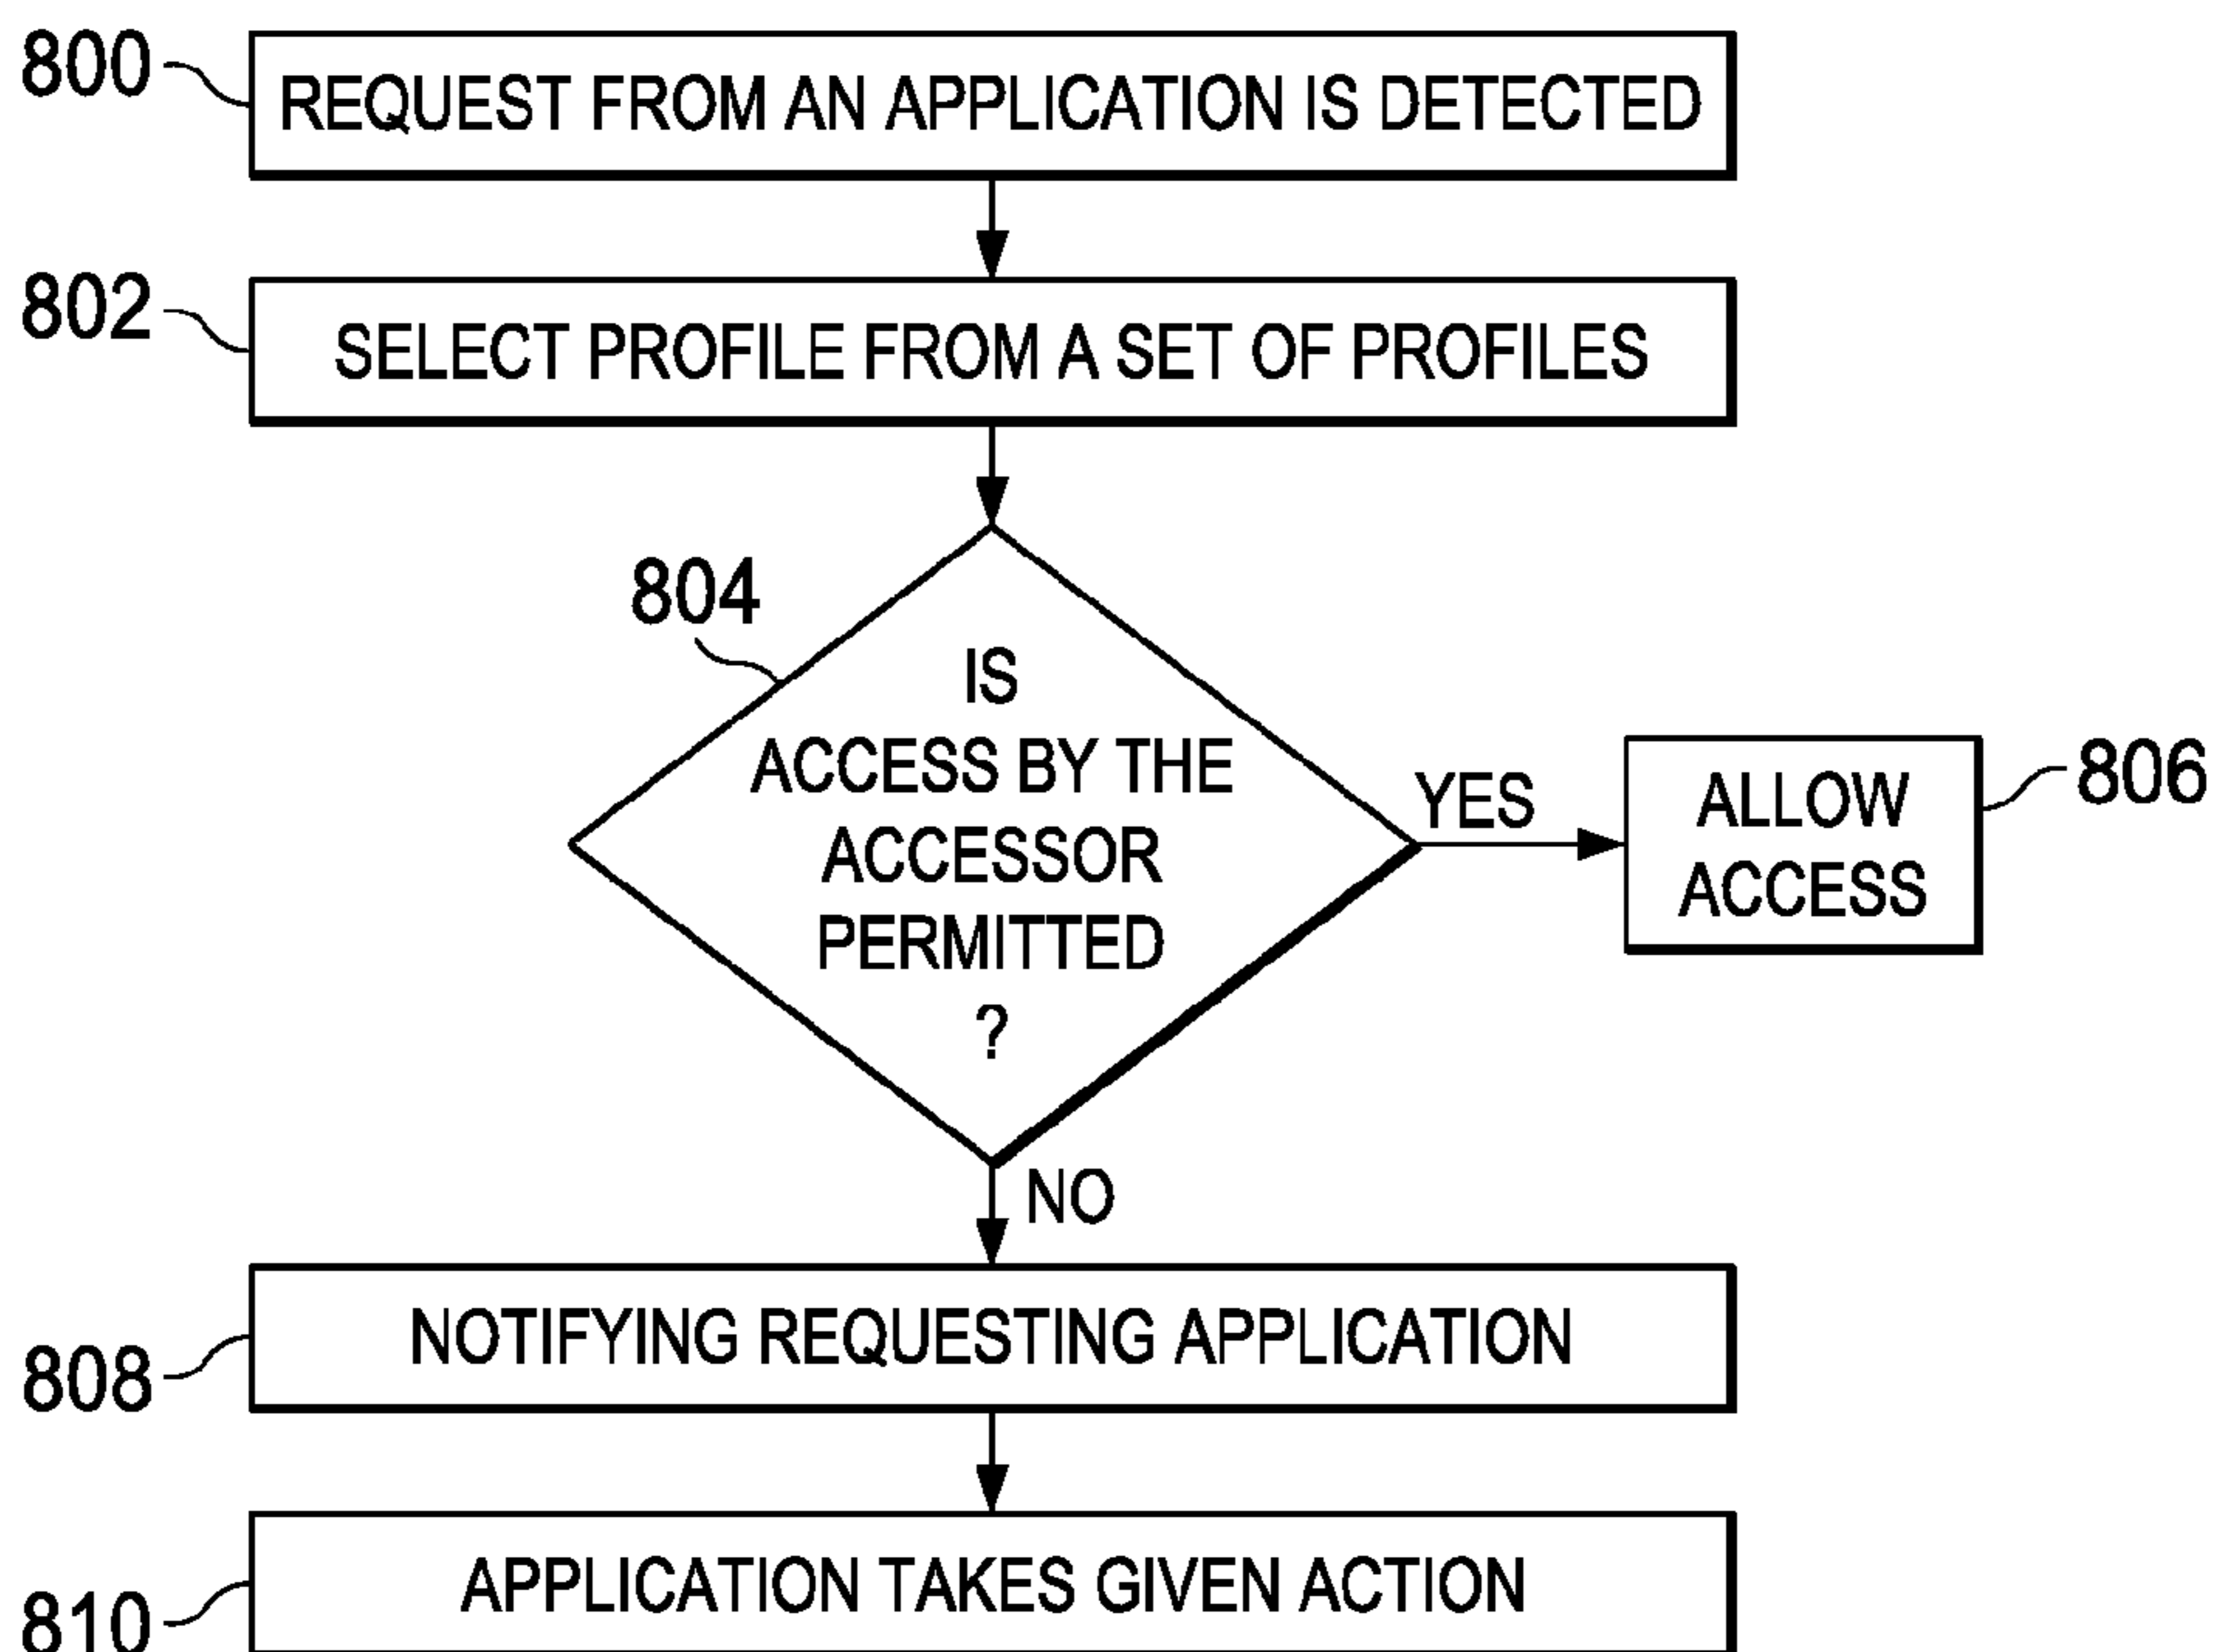 800
REQUEST FROM AN APPLICATION IS DETECTED
802
SELECT PROFILE FROM A SET OF PROFILES
804
IS
ACCESS BY THE
ACCESSOR
PERMITTED
?
YES
ALLOW
ACCESS
806
NO
808
NOTIFYING REQUESTING APPLICATION
810
APPLICATION TAKES GIVEN ACTION